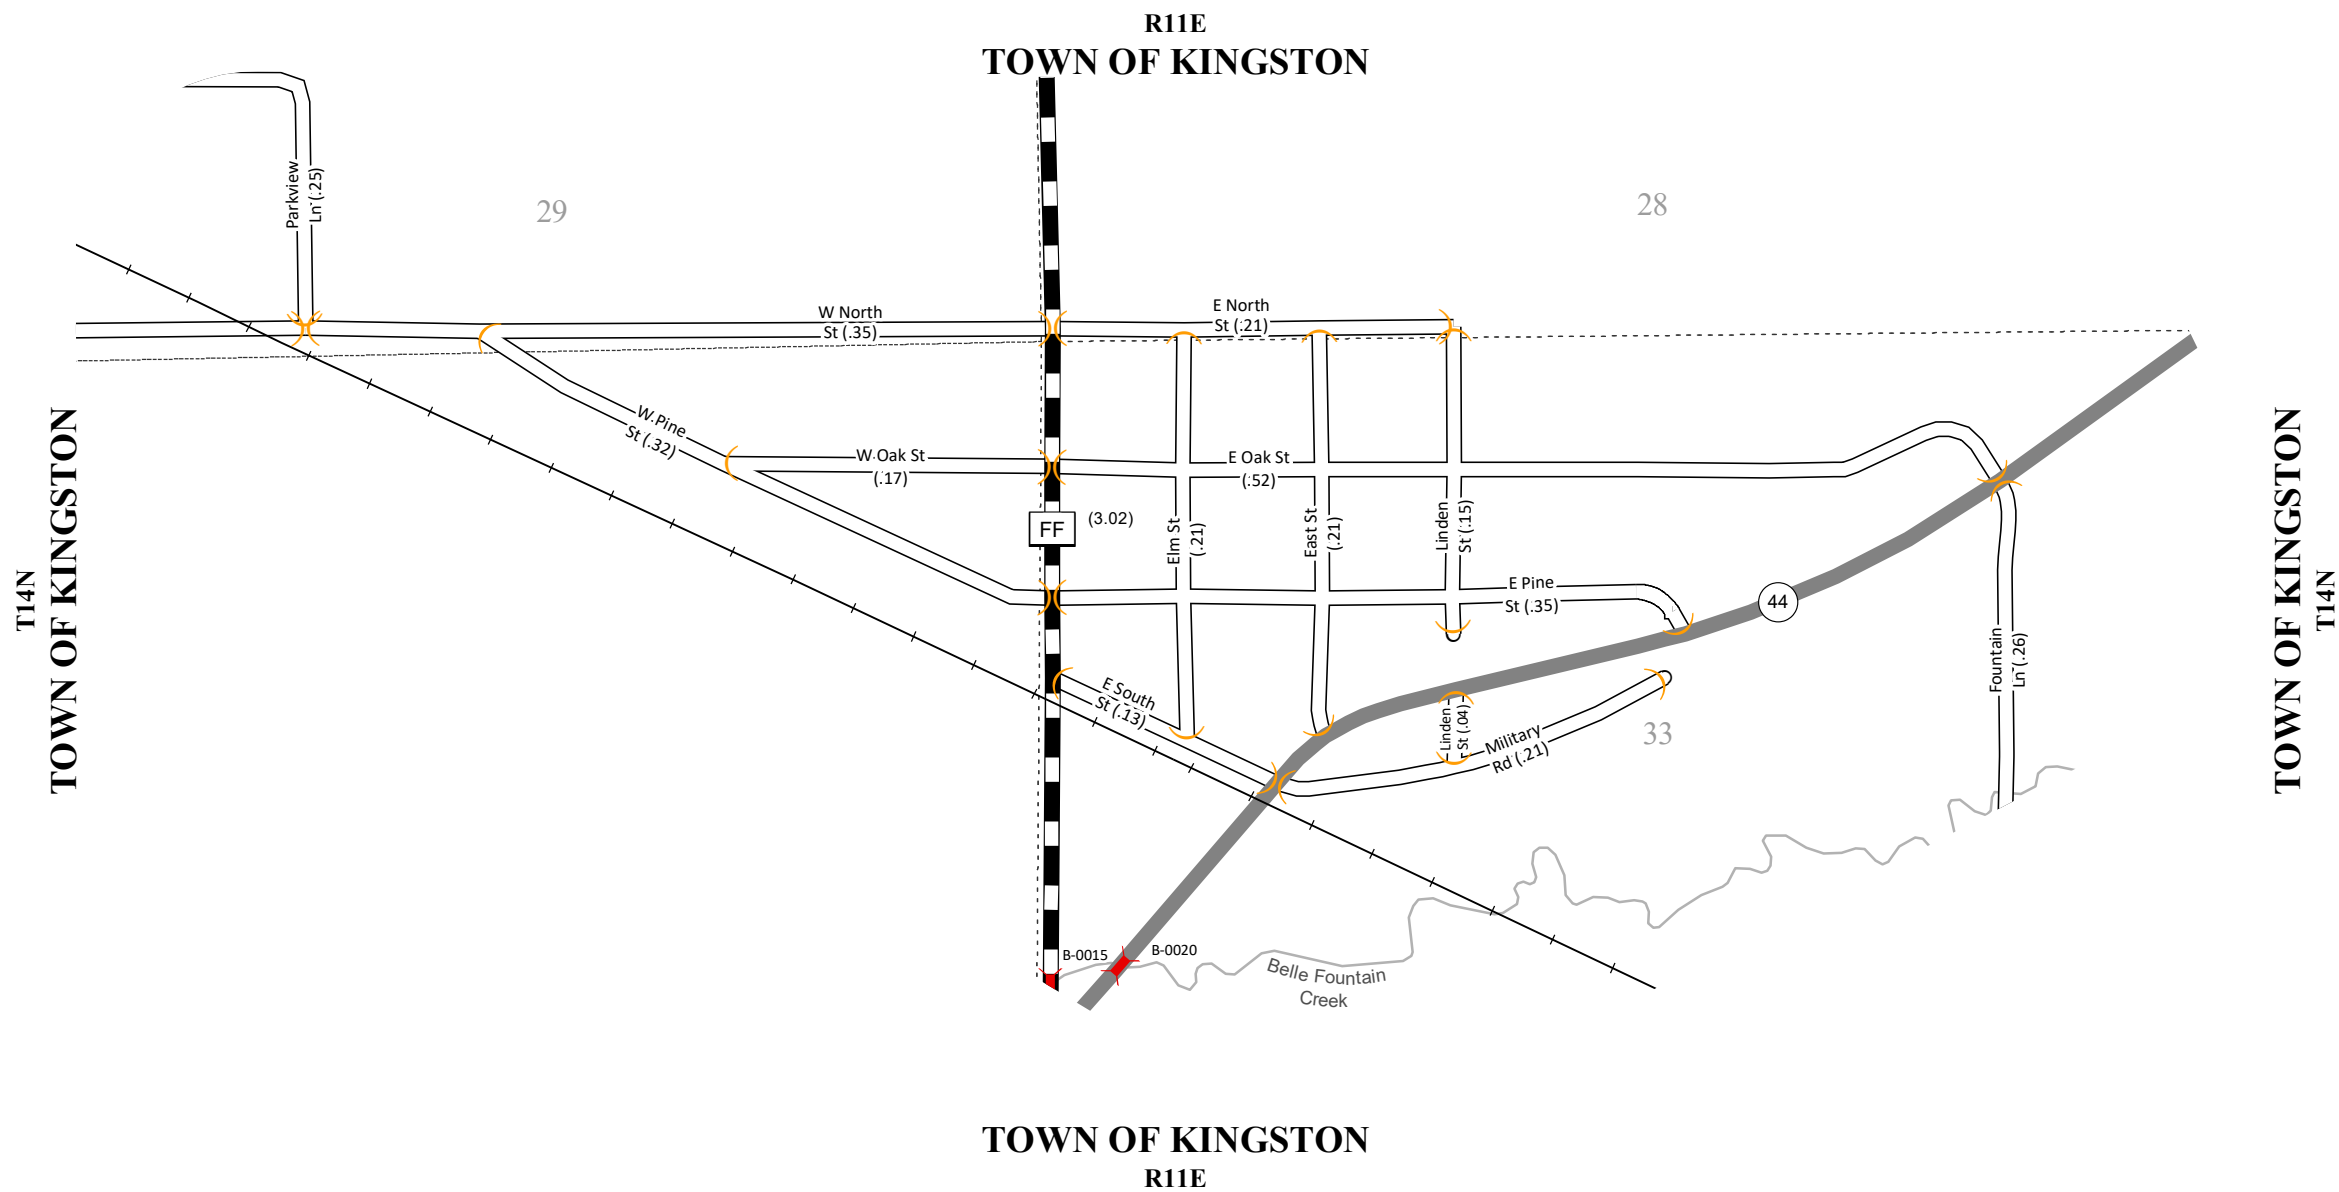 R11E
TOWN OF KINGSTON
Parkview
Ln (.25)
29
28
W North
St (.35)
E North
St (.21)
W Pine
St (.32)
W Oak St
(.17)
E Oak St
(.52)
FF
(3.02)
Elm St
(.21)
East St
(.21)
Linden
St (.15)
E Pine
St (.35)
44
TOWN OF KINGSTON
T14N
TOWN OF KINGSTON
T14N
Fountain
Ln (.26)
E South
St (.13)
Linden
St (.04)
Military
Rd (.21)
33
B-0015
B-0020
Belle Fountain
Creek
TOWN OF KINGSTON
R11E